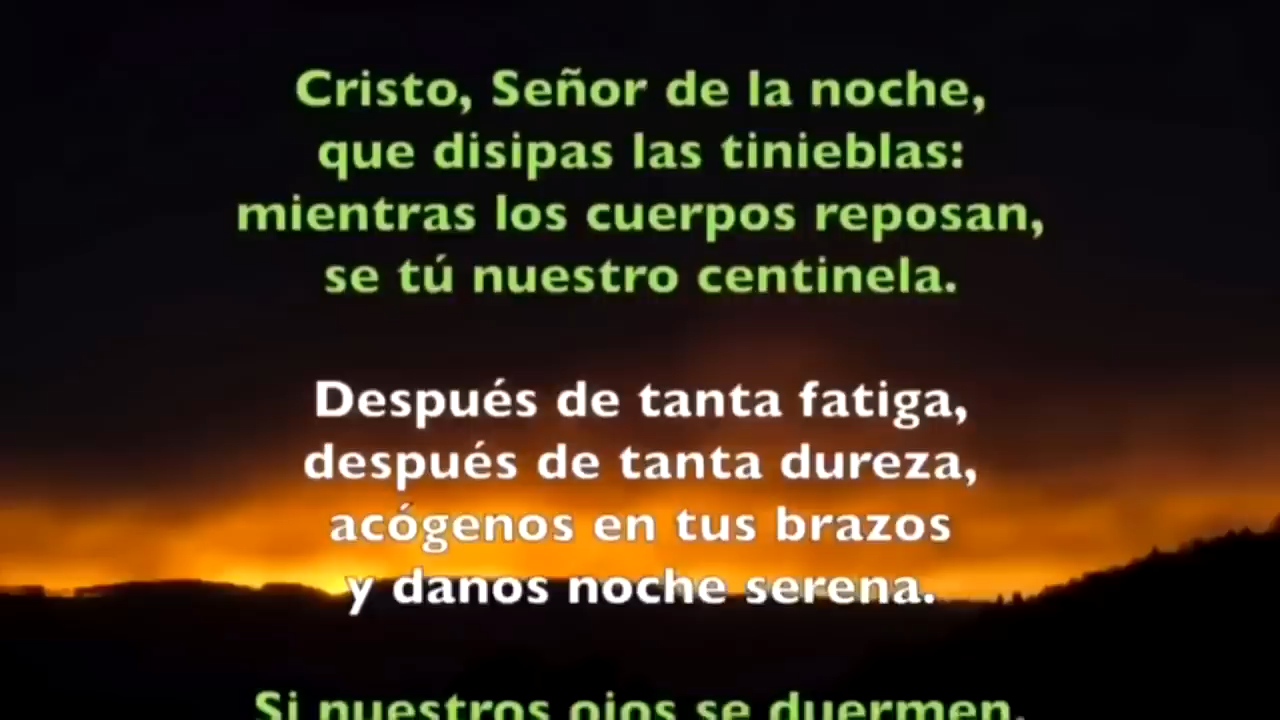 Cristo, Señor de la noche,
que disipas las tinieblas:
mientras los cuerpos reposan,
se tú nuestro centinela.
Después de tanta fatiga,
después de tanta dureza,
acógenos en tus brazos
y danos noche serena.
Si nuestros ojos se duermen,